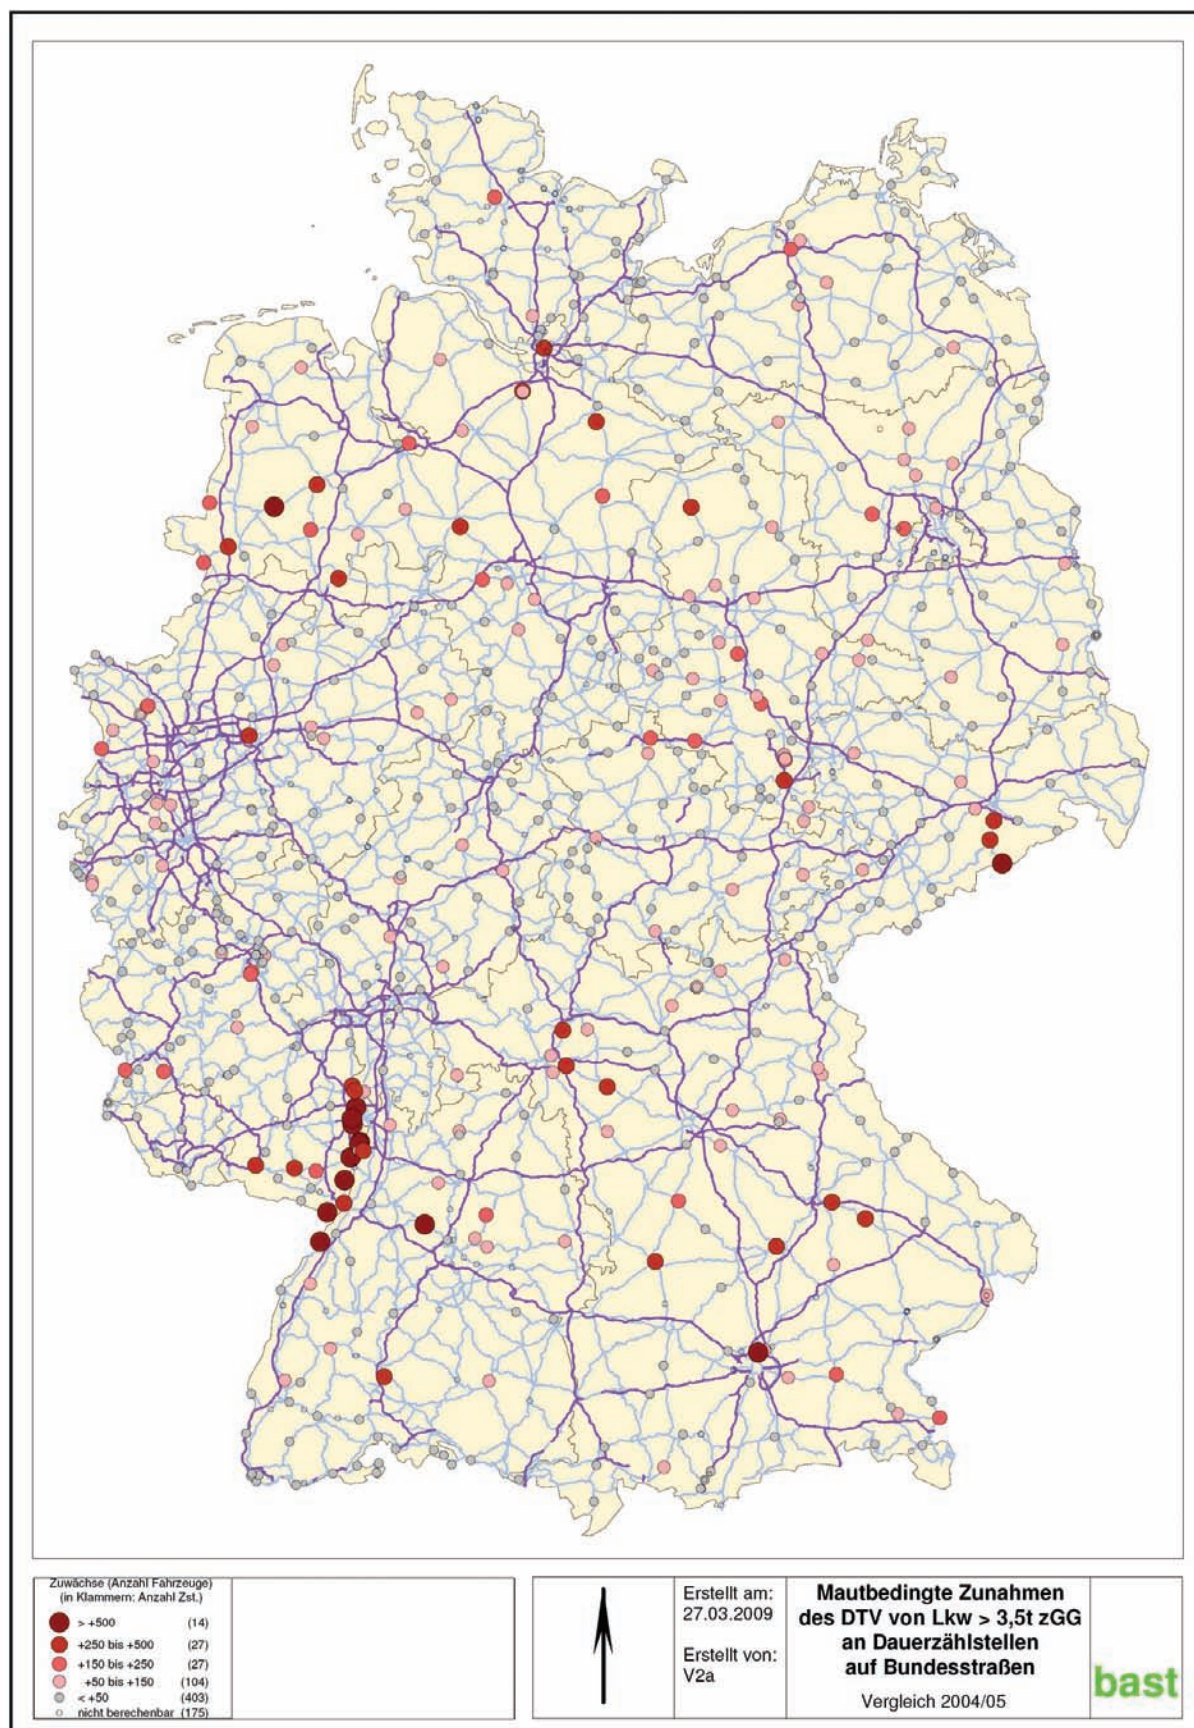 Zuwächse (Anzahl Fahrzeuge)
(in Klammern: Anzahl Zst.)
> +500 (14)
+250 bis +500 (27)
+150 bis +250 (27)
+50 bis +150 (104)
< +50 (403)
nicht berechenbar (175)
Erstellt am:
27.03.2009
Erstellt von:
V2a
Mautbedingte Zunahmen
des DTV von Lkw > 3,5t zGG
an Dauerzählstellen
auf Bundesstraßen
Vergleich 2004/05
bast